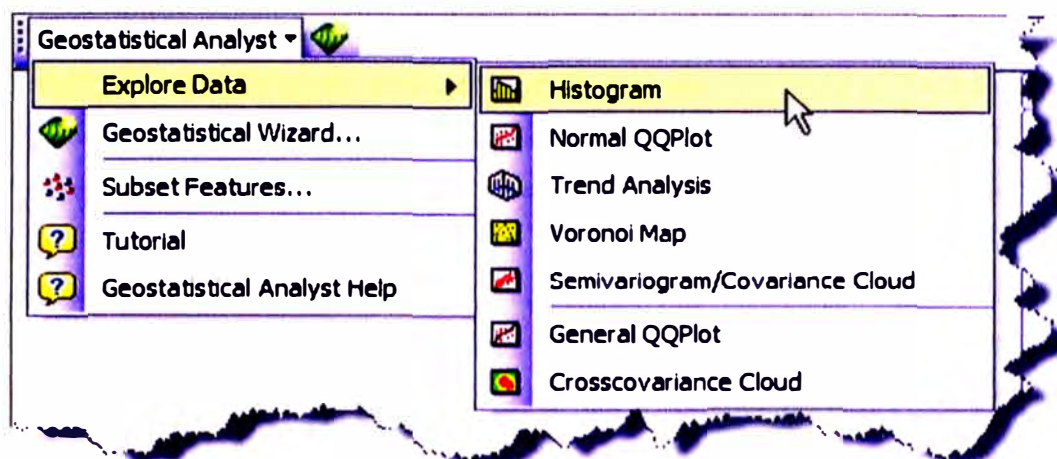 Geostatistical Analyst
Explore Data
Geostatistical Wizard...
Subset Features...
Tutorial
Geostatistical Analyst Help
Histogram
Normal QQPlot
Trend Analysis
Voronoi Map
Semivariogram/Covariance Cloud
General QQPlot
Crosscovariance Cloud